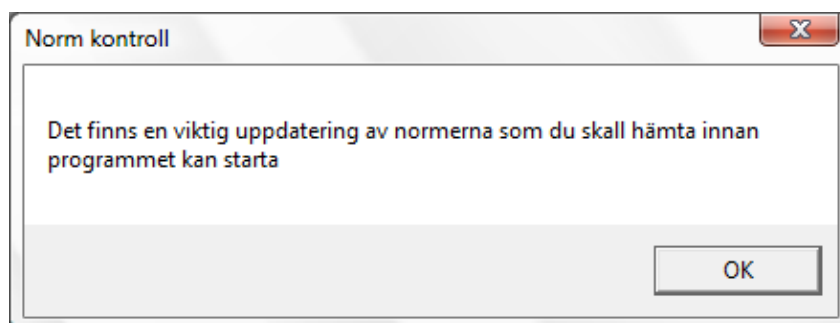 Norm kontroll
Det finns en viktig uppdatering av normerna som du skall hämta innan
programmet kan starta
OK